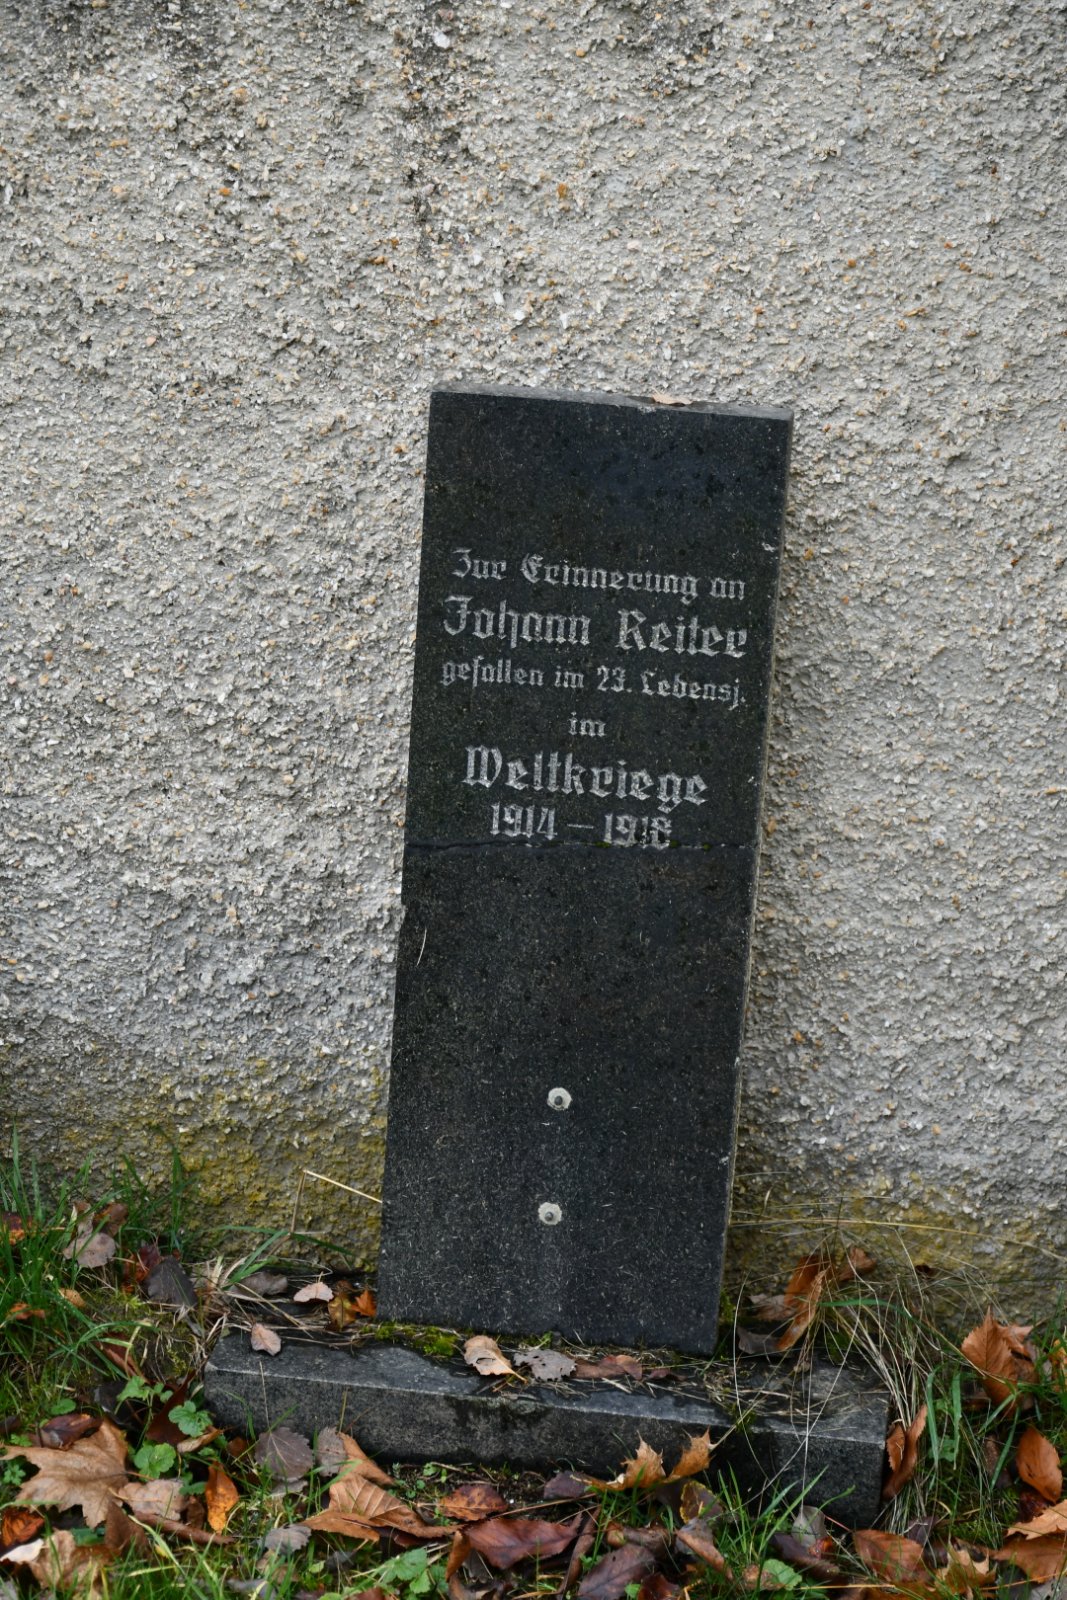 Zur Erinnerung an
Johann Reiter
gefallen im 23. Lebensj.
im
Weltkriege
1914 – 1918